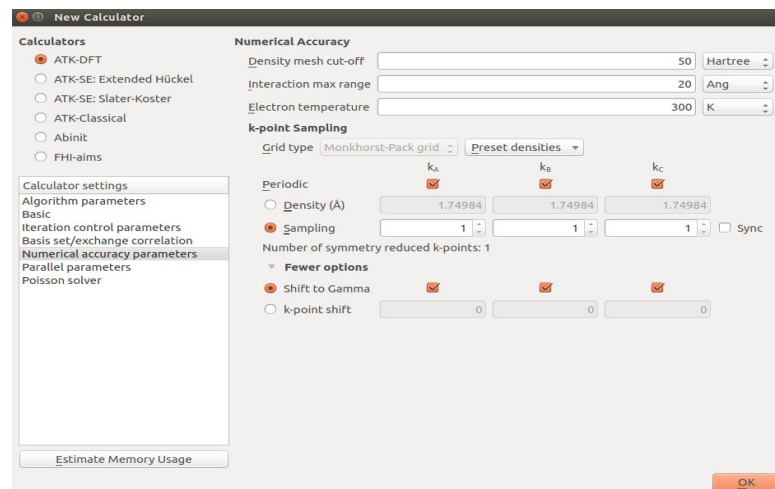 New Calculator
Calculators
ATK-DFT
ATK-SE: Extended Hückel
ATK-SE: Slater-Koster
ATK-Classical
Abinit
FHI-aims
Calculator settings
Algorithm parameters
Basic
Iteration control parameters
Basis set/exchange correlation
Numerical accuracy parameters
Parallel parameters
Poisson solver
Estimate Memory Usage
Numerical Accuracy
Density mesh cut-off 50 Hartree
Interaction max range 20 Ang
Electron temperature 300 K
k-point Sampling
Grid type Monkhorst-Pack grid Preset densities
kA kB kC
Periodic
Density (Å) 1.74984 1.74984 1.74984
Sampling 1 1 1 Sync
Number of symmetry reduced k-points: 1
Fewer options
Shift to Gamma
k-point shift 0 0 0
OK